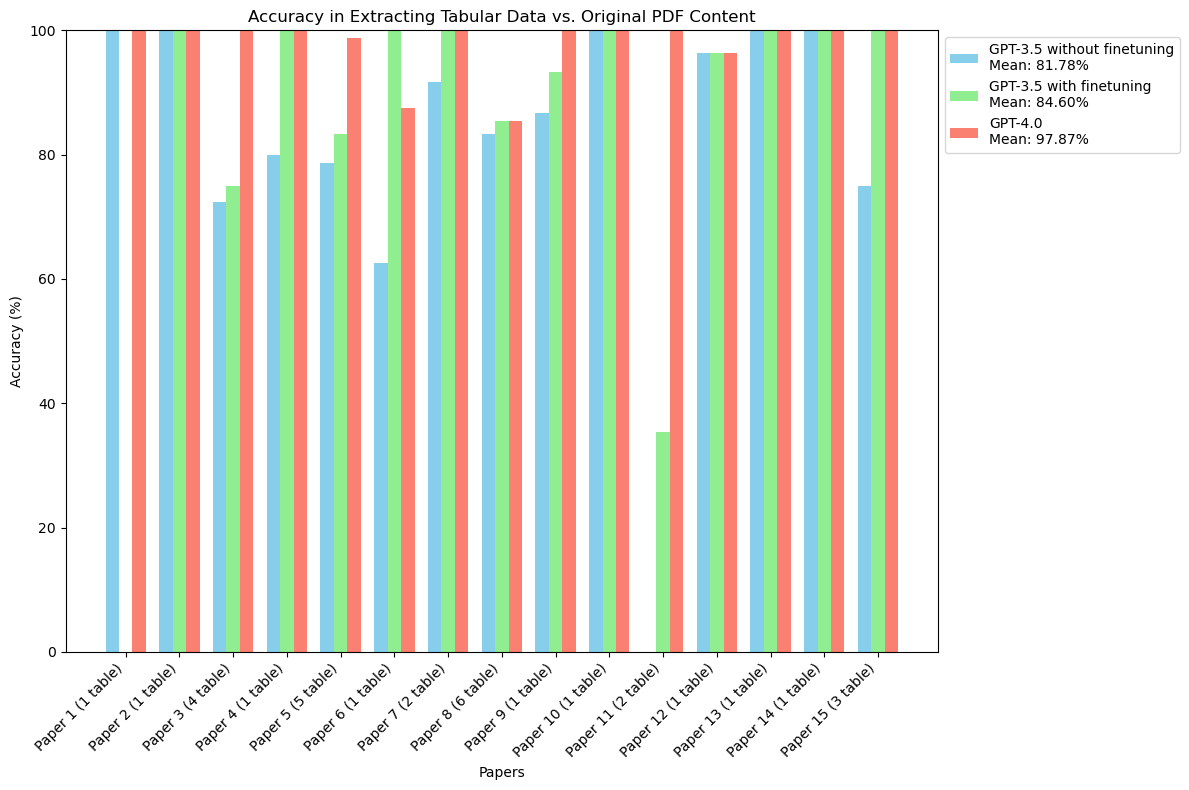 Accuracy in Extracting Tabular Data vs. Original PDF Content
100
80
60
40
20
0
Accuracy (%)
GPT-3.5 without finetuning
Mean: 81.78%
GPT-3.5 with finetuning
Mean: 84.60%
GPT-4.0
Mean: 97.87%
Paper 1 (1 table)
Paper 2 (1 table)
Paper 3 (4 table)
Paper 4 (1 table)
Paper 5 (5 table)
Paper 6 (1 table)
Paper 7 (2 table)
Paper 8 (6 table)
Paper 9 (1 table)
Paper 10 (1 table)
Paper 11 (2 table)
Paper 12 (1 table)
Paper 13 (1 table)
Paper 14 (1 table)
Paper 15 (3 table)
Papers